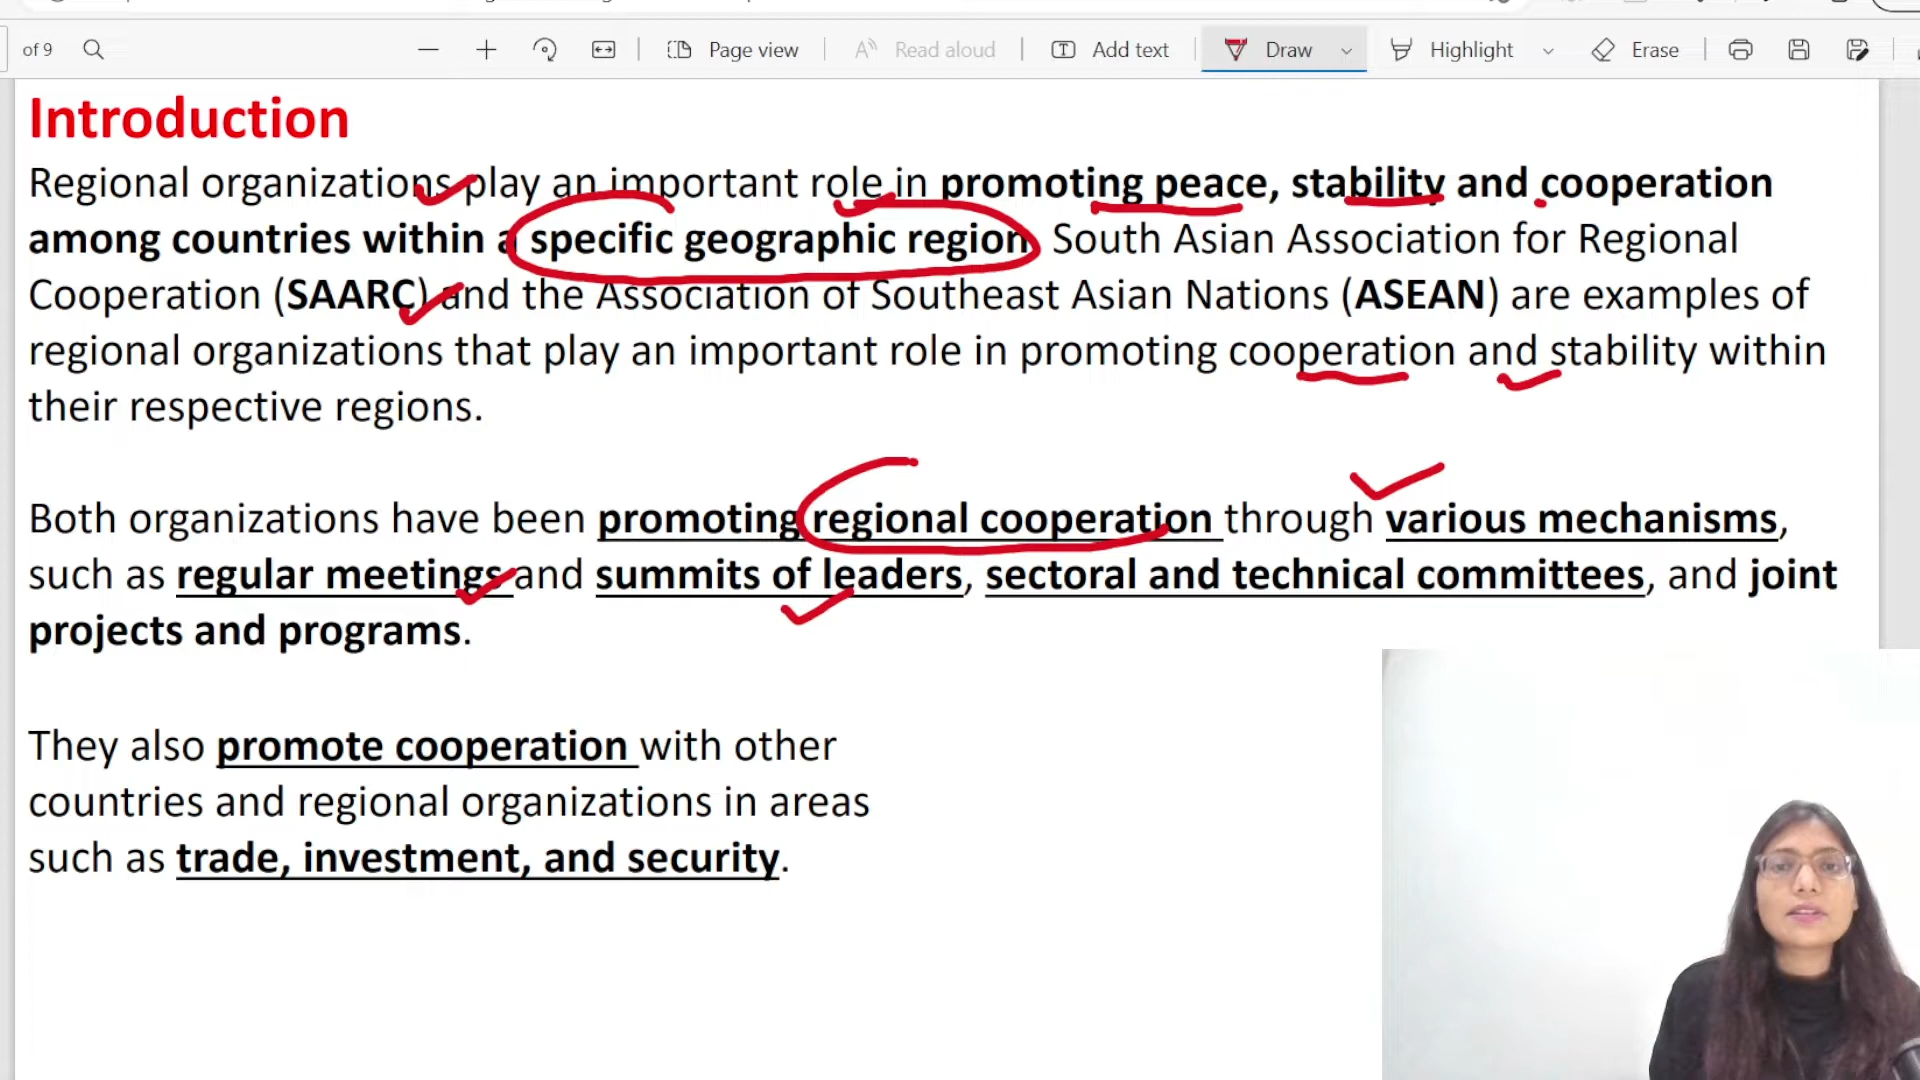 of 9
Page view
Read aloud
Add text
Draw
Highlight
Erase
Introduction
Regional organizations play an important role in promoting peace, stability and cooperation
among countries within a specific geographic region South Asian Association for Regional
Cooperation (SAARC) and the Association of Southeast Asian Nations (ASEAN) are examples of
regional organizations that play an important role in promoting cooperation and stability within
their respective regions.
Both organizations have been promoting regional cooperation through various mechanisms,
such as regular meetings and summits of leaders, sectoral and technical committees, and joint
projects and programs.
They also promote cooperation with other
countries and regional organizations in areas
such as trade, investment, and security.